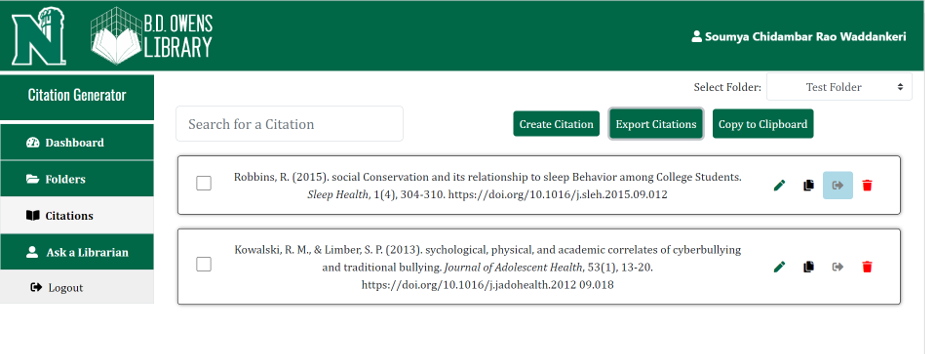 N
B.D. OWENS
LIBRARY
Soumya Chidambar Rao Waddankeri
Citation Generator
Select Folder:
Test Folder
Search for a Citation
Create Citation
Export Citations
Copy to Clipboard
Dashboard
Folders
Citations
Ask a Librarian
Logout
Robbins, R. (2015). social Conservation and its relationship to sleep Behavior among College Students.
Sleep Health, 1(4), 304-310. https://doi.org/10.1016/j.sleh.2015.09.012
Kowalski, R. M., & Limber, S. P. (2013). sychological, physical, and academic correlates of cyberbullying
and traditional bullying. Journal of Adolescent Health, 53(1), 13-20.
https://doi.org/10.1016/j.jadohealth.2012 09.018